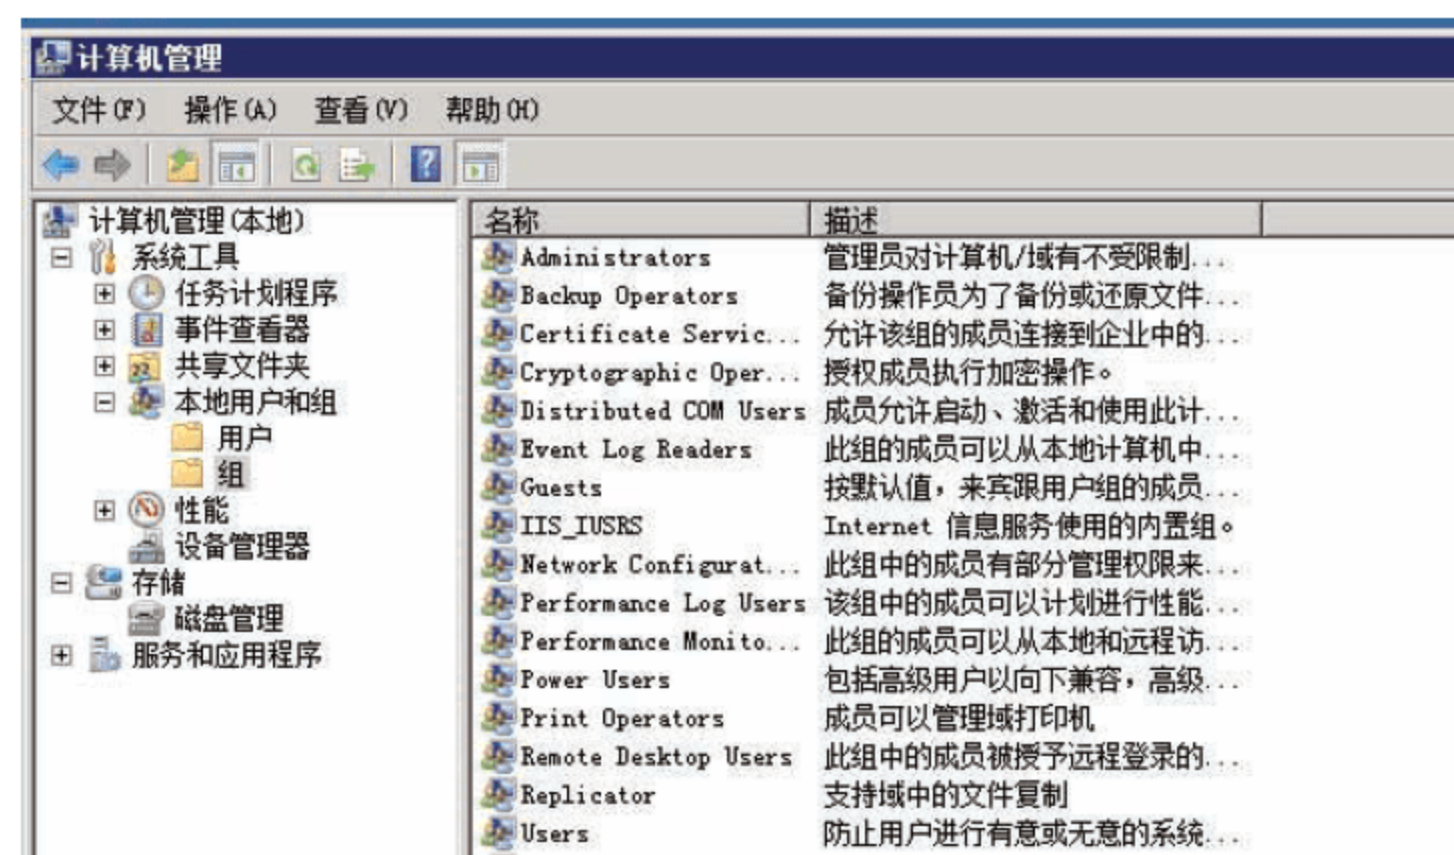 计算机管理
文件(F) 操作(A) 查看(V) 帮助(H)
计算机管理(本地)
系统工具
任务计划程序
事件查看器
共享文件夹
本地用户和组
用户
组
性能
设备管理器
存储
磁盘管理
服务和应用程序
名称 描述
Administrators 管理员对计算机/域有不受限制...
Backup Operators 备份操作员为了备份或还原文件...
Certificate Servic... 允许该组的成员连接到企业中的...
Cryptographic Oper... 授权成员执行加密操作。
Distributed COM Users 成员允许启动、激活和使用此计...
Event Log Readers 此组的成员可以从本地计算机中...
Guests 按默认值，来宾跟用户组的成员...
IIS_IUSRS Internet 信息服务使用的内置组。
Network Configurat... 此组中的成员有部分管理权限来...
Performance Log Users 该组中的成员可以计划进行性能...
Performance Monito... 此组的成员可以从本地和远程访...
Power Users 包括高级用户以向下兼容，高级...
Print Operators 成员可以管理域打印机
Remote Desktop Users 此组中的成员被授予远程登录的...
Replicator 支持域中的文件复制
Users 防止用户进行有意或无意的系统...